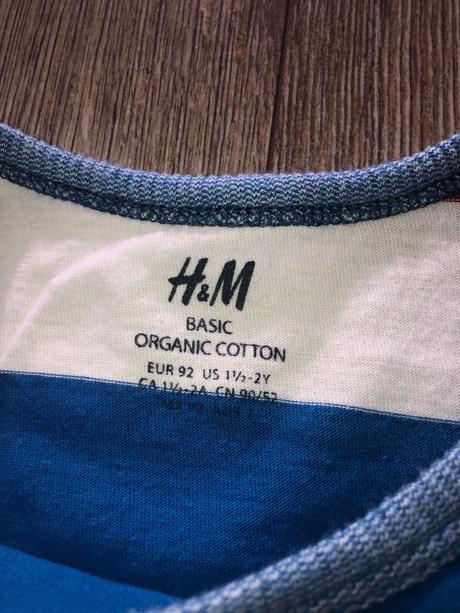 H&M
BASIC
ORGANIC COTTON
EUR 92 US 1½-2Y
CA 1½-2A CN 90/52